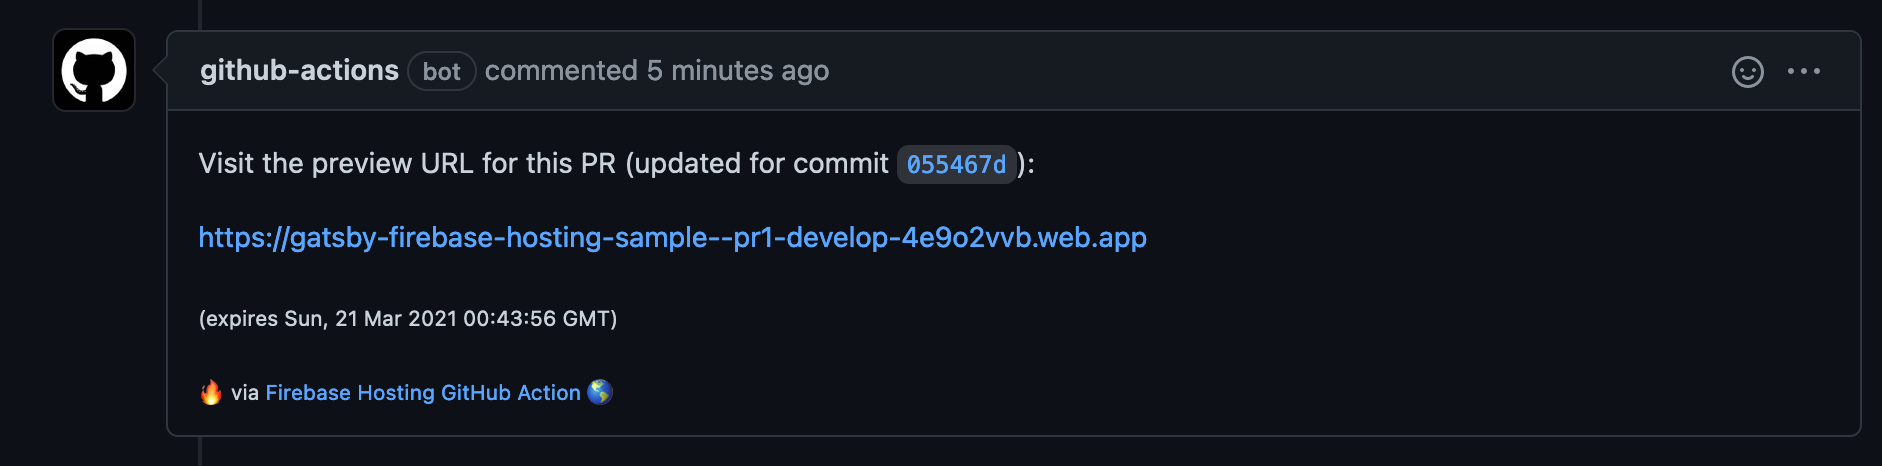 github-actions bot commented 5 minutes ago
Visit the preview URL for this PR (updated for commit 055467d):
https://gatsby-firebase-hosting-sample--pr1-develop-4e9o2vvb.web.app
(expires Sun, 21 Mar 2021 00:43:56 GMT)
🔥 via Firebase Hosting GitHub Action 🌎